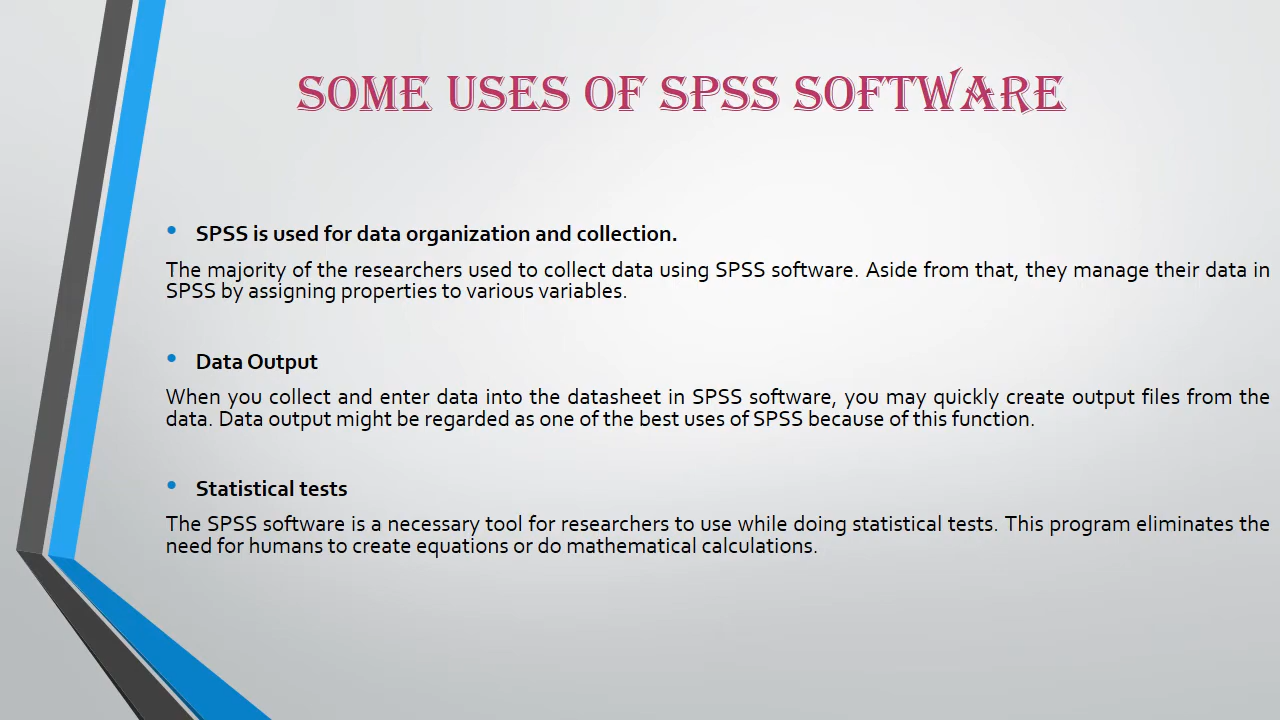 SOME USES OF SPSS SOFTWARE
• SPSS is used for data organization and collection.
The majority of the researchers used to collect data using SPSS software. Aside from that, they manage their data in
SPSS by assigning properties to various variables.
• Data Output
When you collect and enter data into the datasheet in SPSS software, you may quickly create output files from the
data. Data output might be regarded as one of the best uses of SPSS because of this function.
• Statistical tests
The SPSS software is a necessary tool for researchers to use while doing statistical tests. This program eliminates the
need for humans to create equations or do mathematical calculations.